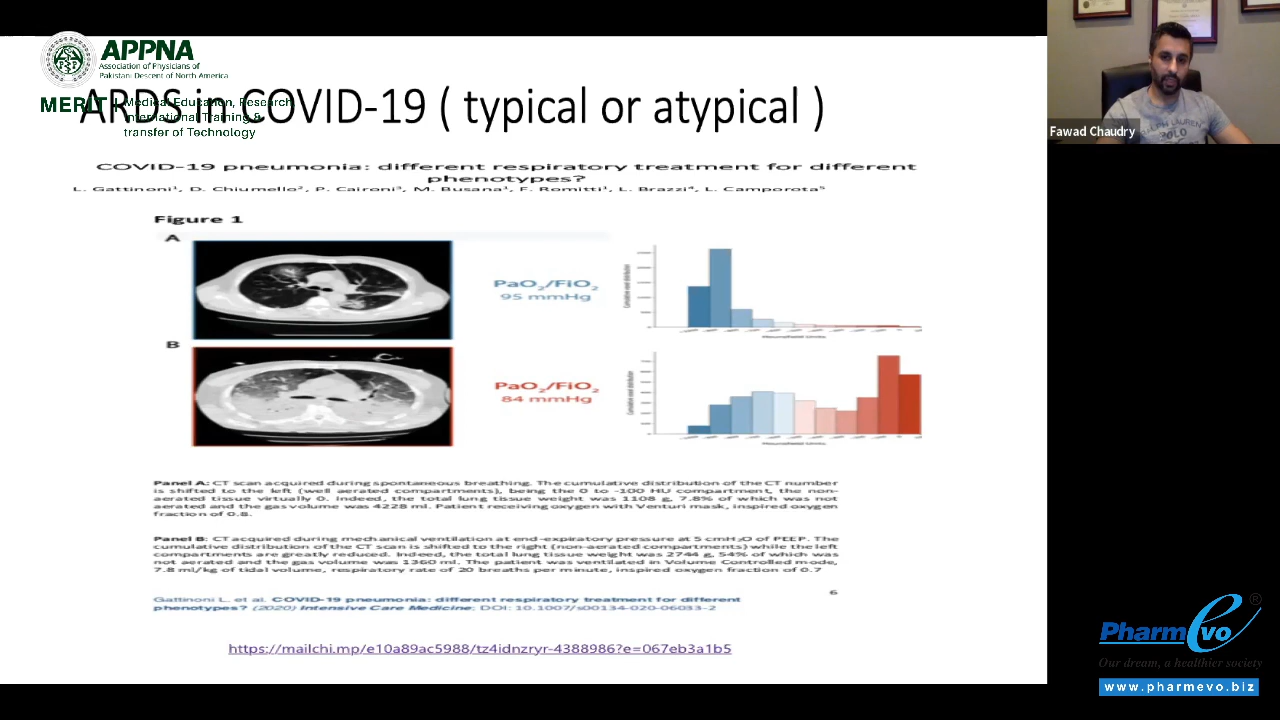 APPNA
Association of Physicians of
Pakistani Descent of North America
MERIT | Medical Education, Research,
International Training &
transfer of Technology
ARDS in COVID-19 ( typical or atypical )
Fawad Chaudry
COVID-19 pneumonia: different respiratory treatment for different
phenotypes?
L. Gattinoni¹, D. Chiumello², P. Caironi³, M. Busana¹, F. Romitti¹, L. Brazzi⁴, L. Camporota⁵
Figure 1
A
PaO₂/FiO₂
95 mmHg
Hounsfield Units
B
PaO₂/FiO₂
84 mmHg
Hounsfield Units
Panel A: CT scan acquired during spontaneous breathing. The cumulative distribution of the CT number
is shifted to the left (well aerated compartments), being the 0 to -100 HU compartment, the non-
aerated tissue virtually 0. Indeed, the total lung tissue weight was 1108 g, 7.8% of which was not
aerated and the gas volume was 4228 ml. Patient receiving oxygen with Venturi mask, inspired oxygen
fraction of 0.8.
Panel B: CT acquired during mechanical ventilation at end-expiratory pressure at 5 cmH₂O of PEEP. The
cumulative distribution of the CT scan is shifted to the right (non-aerated compartments) while the left
compartments are greatly reduced. Indeed, the total lung tissue weight was 2744 g, 54% of which was
not aerated and the gas volume was 1360 ml. The patient was ventilated in Volume Controlled mode,
7.8 ml/kg of tidal volume, respiratory rate of 20 breaths per minute, inspired oxygen fraction of 0.7
6
Gattinoni L. et al. COVID-19 pneumonia: different respiratory treatment for different
phenotypes? (2020) Intensive Care Medicine; DOI: 10.1007/s00134-020-06033-2
https://mailchi.mp/e10a89ac5988/tz4idnzryr-4388986?e=067eb3a1b5
PharmEvo ®
Our dream, a healthier society
www.pharmevo.biz